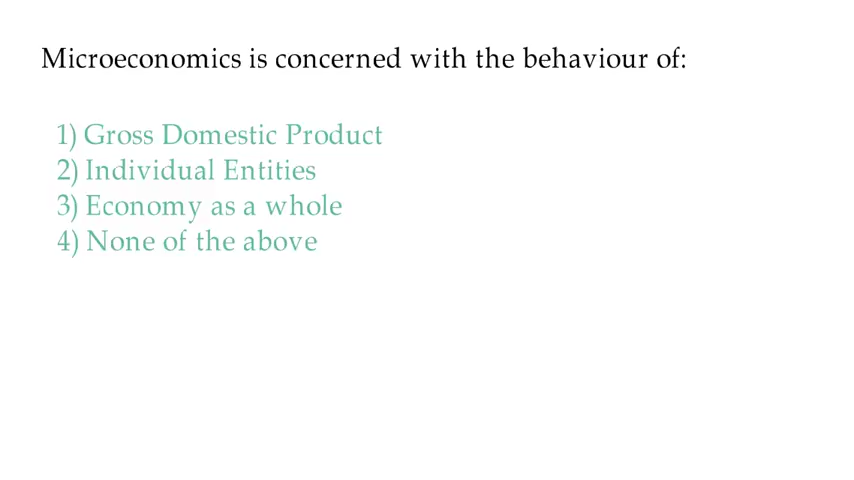 Microeconomics is concerned with the behaviour of:
1) Gross Domestic Product
2) Individual Entities
3) Economy as a whole
4) None of the above